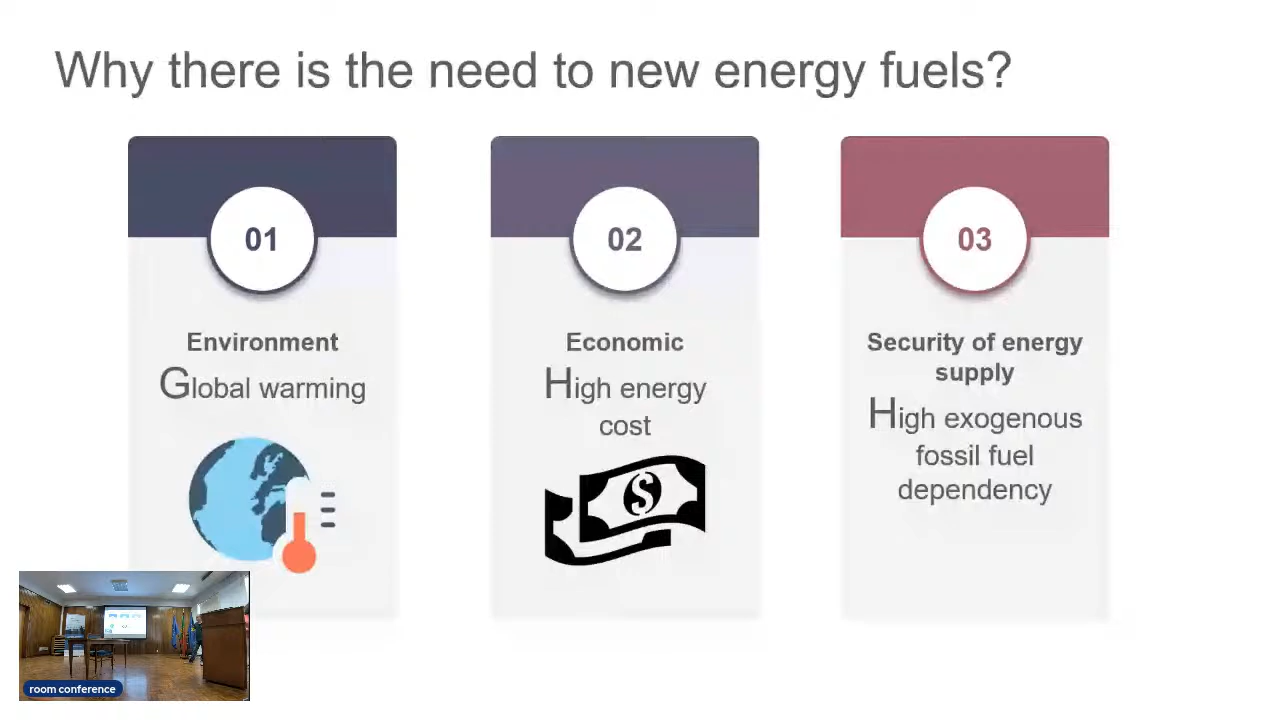 Why there is the need to new energy fuels?
01
Environment
Global warming
02
Economic
High energy
cost
$
03
Security of energy
supply
High exogenous
fossil fuel
dependency
room conference